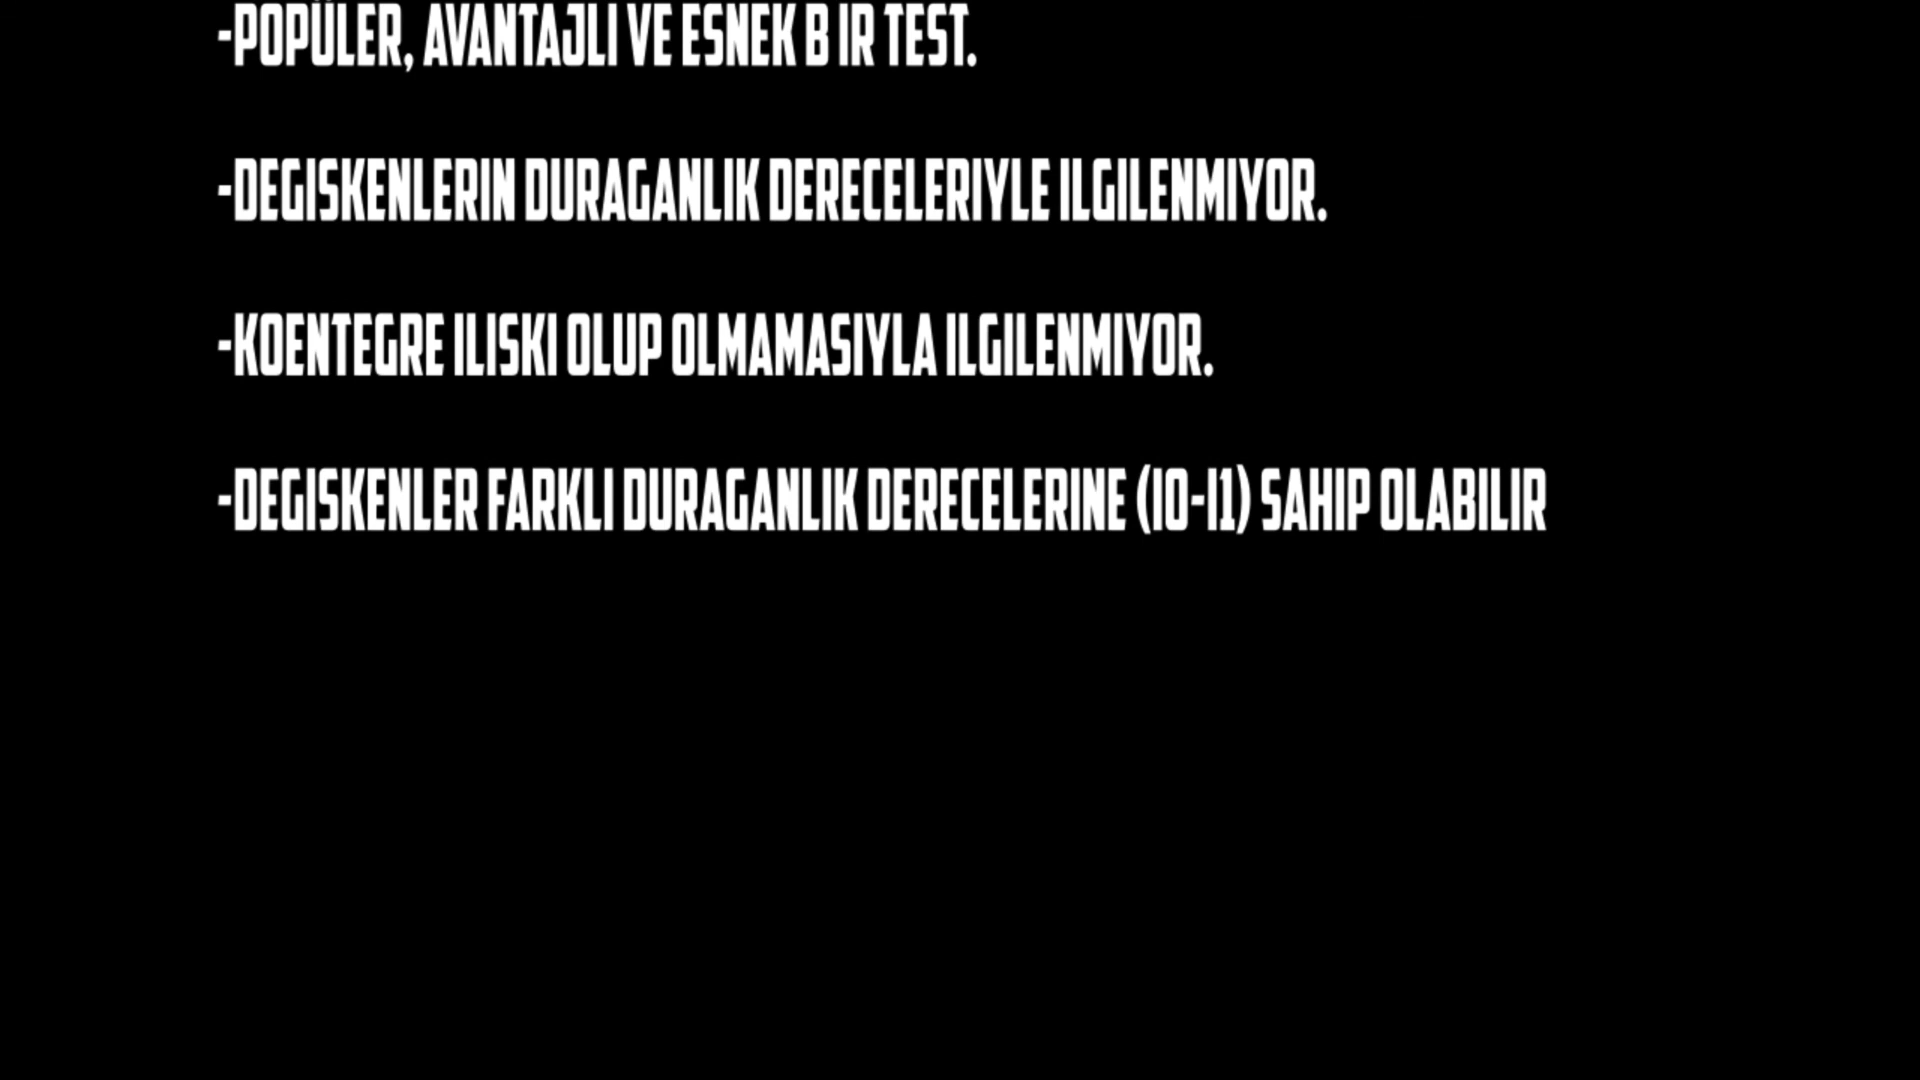 -POPÜLER, AVANTAJLI VE ESNEK B IR TEST.
-DEGISKENLERIN DURAGANLIK DERECELERIYLE ILGILENMIYOR.
-KOENTEGRE ILISKI OLUP OLMAMASIYLA ILGILENMIYOR.
-DEGISKENLER FARKLI DURAGANLIK DERECELERINE (I0-I1) SAHIP OLABILIR